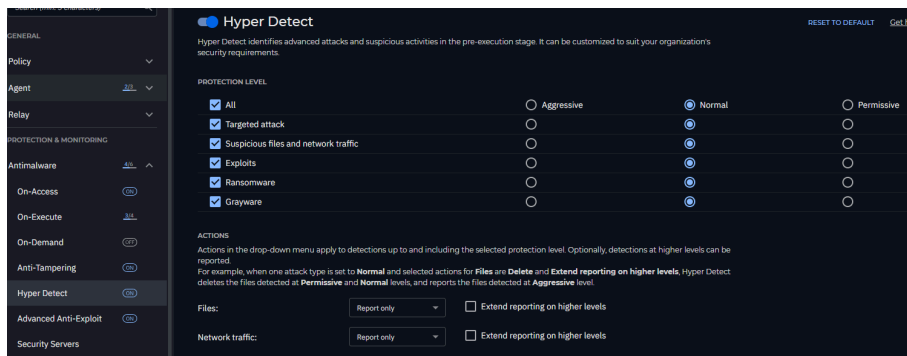 Search (min. 3 characters)
Hyper Detect
RESET TO DEFAULT
Get
Hyper Detect identifies advanced attacks and suspicious activities in the pre-execution stage. It can be customized to suit your organization's
security requirements.
GENERAL
Policy
Agent 2/3
Relay
PROTECTION & MONITORING
Antimalware 4/6
On-Access ON
On-Execute 3/4
On-Demand OFF
Anti-Tampering ON
Hyper Detect ON
Advanced Anti-Exploit ON
Security Servers
PROTECTION LEVEL
All Aggressive Normal Permissive
Targeted attack
Suspicious files and network traffic
Exploits
Ransomware
Grayware
ACTIONS
Actions in the drop-down menu apply to detections up to and including the selected protection level. Optionally, detections at higher levels can be
reported.
For example, when one attack type is set to Normal and selected actions for Files are Delete and Extend reporting on higher levels, Hyper Detect
deletes the files detected at Permissive and Normal levels, and reports the files detected at Aggressive level.
Files: Report only Extend reporting on higher levels
Network traffic: Report only Extend reporting on higher levels